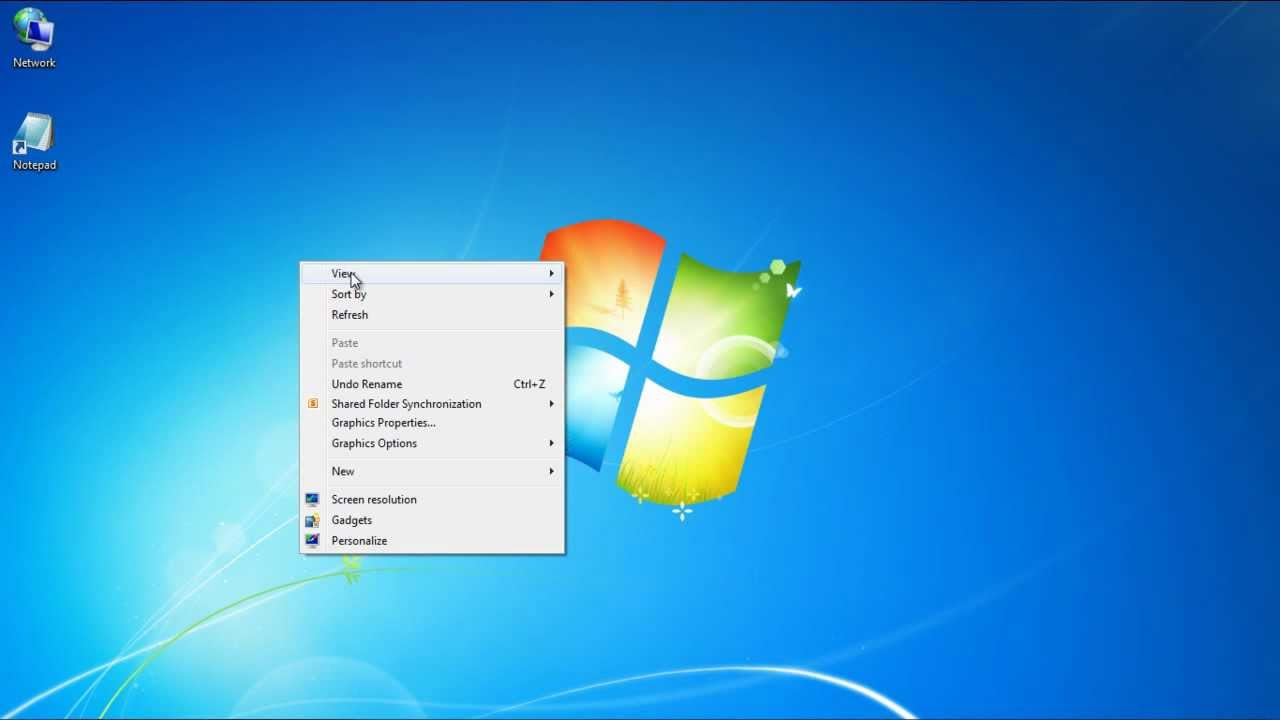 Network
Notepad
View
Sort by
Refresh
Paste
Paste shortcut
Undo Rename Ctrl+Z
Shared Folder Synchronization
Graphics Properties...
Graphics Options
New
Screen resolution
Gadgets
Personalize